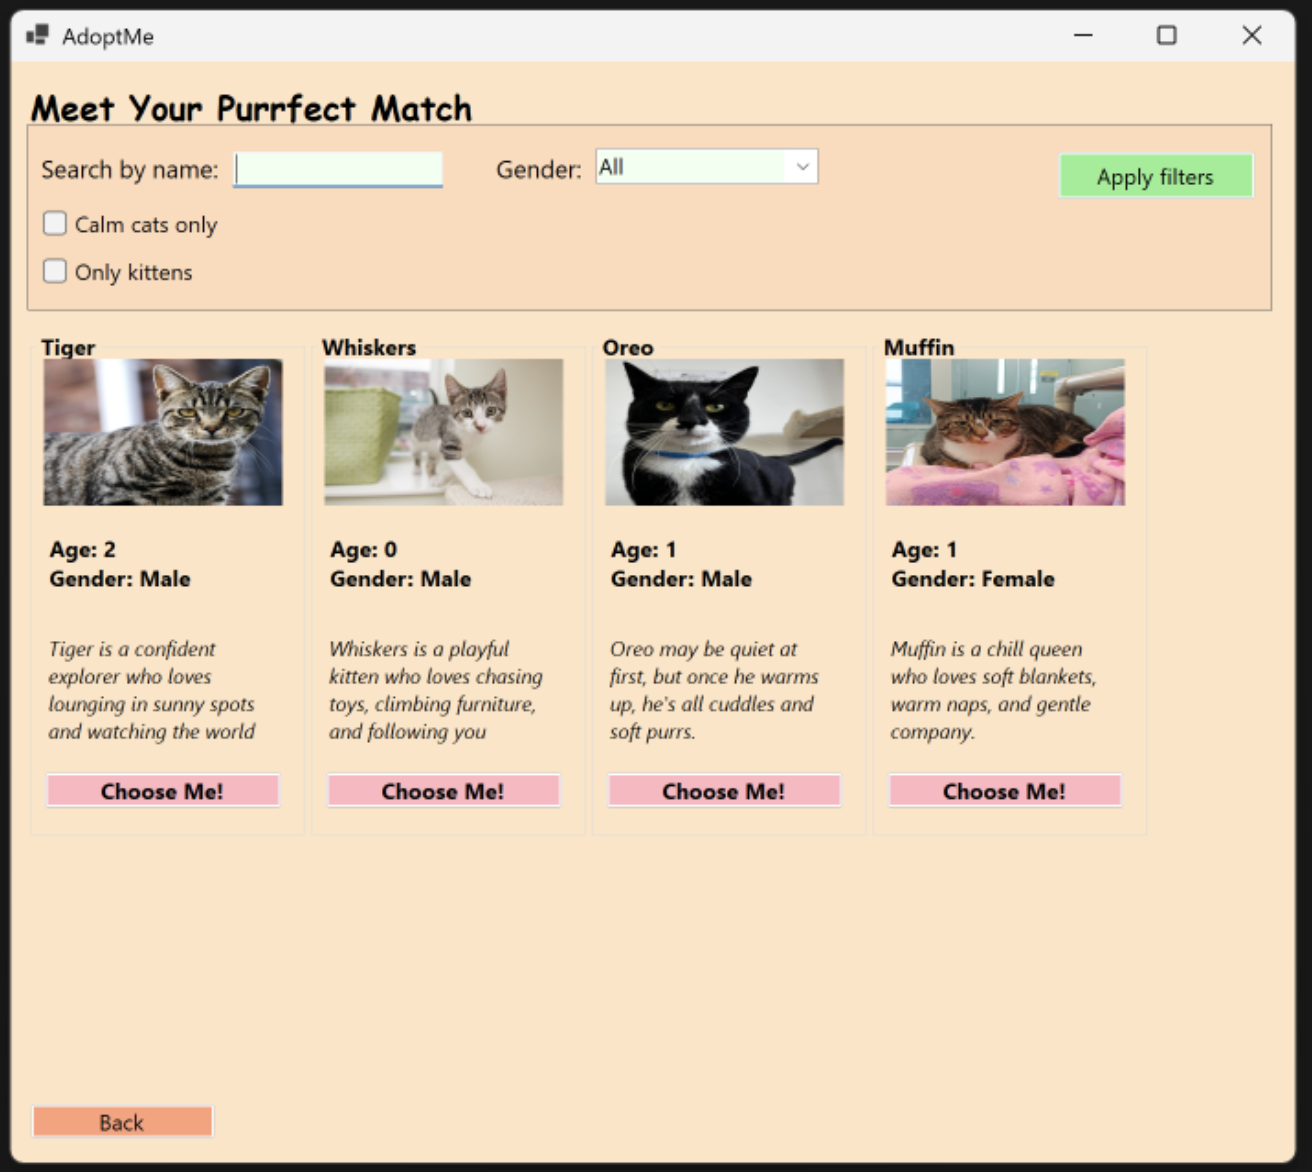 AdoptMe
Meet Your Purrfect Match
Search by name:
Gender: All
Apply filters
Calm cats only
Only kittens
Tiger
Age: 2
Gender: Male
Tiger is a confident
explorer who loves
lounging in sunny spots
and watching the world
Choose Me!
Whiskers
Age: 0
Gender: Male
Whiskers is a playful
kitten who loves chasing
toys, climbing furniture,
and following you
Choose Me!
Oreo
Age: 1
Gender: Male
Oreo may be quiet at
first, but once he warms
up, he's all cuddles and
soft purrs.
Choose Me!
Muffin
Age: 1
Gender: Female
Muffin is a chill queen
who loves soft blankets,
warm naps, and gentle
company.
Choose Me!
Back